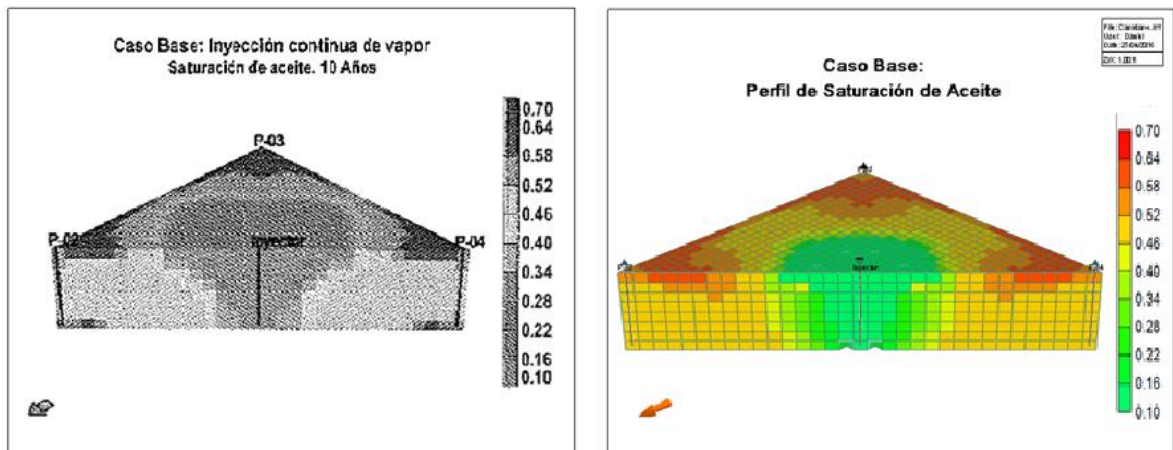 Caso Base: Inyección continua de vapor
Saturación de aceite. 10 Años
0.70
0.64
0.58
0.52
0.46
0.40
0.34
0.28
0.22
0.16
0.10
P-03
P-02
Inyector
P-04
Caso Base:
Perfil de Saturación de Aceite
0.70
0.64
0.58
0.52
0.46
0.40
0.34
0.28
0.22
0.16
0.10
Inyector